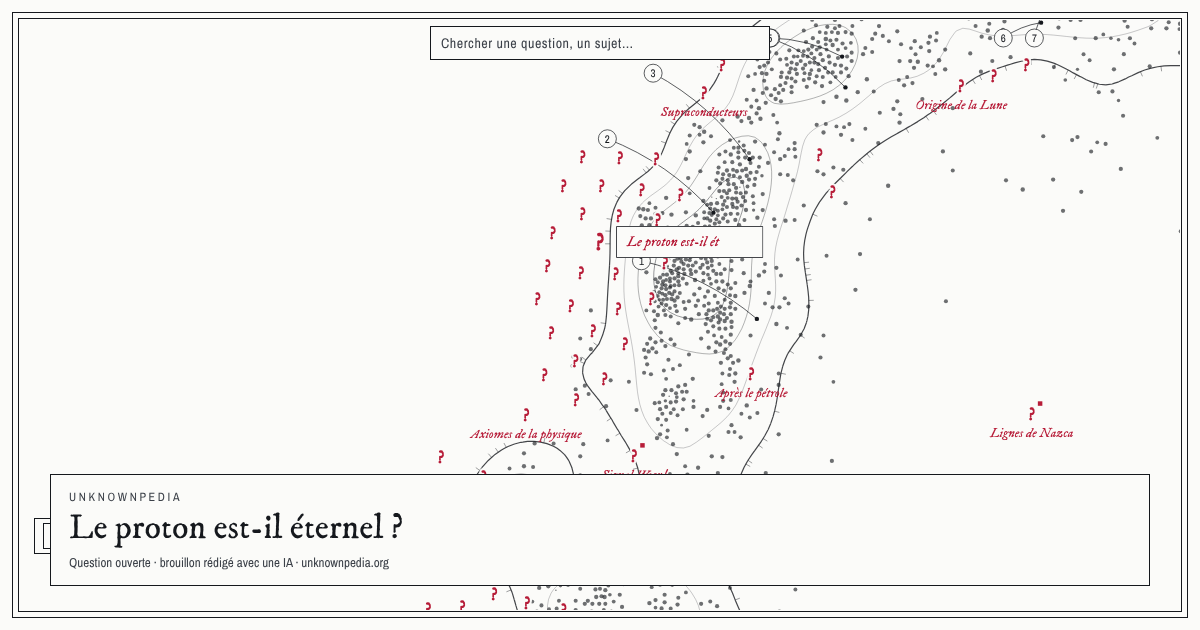 Chercher une question, un sujet...
6
7
3
Supraconducteurs
Origine de la Lune
2
Le proton est-il ét
1
Après le pétrole
Axiomes de la physique
Lignes de Nazca
UNKNOWNPEDIA
Le proton est-il éternel ?
Question ouverte · brouillon rédigé avec une IA · unknownpedia.org